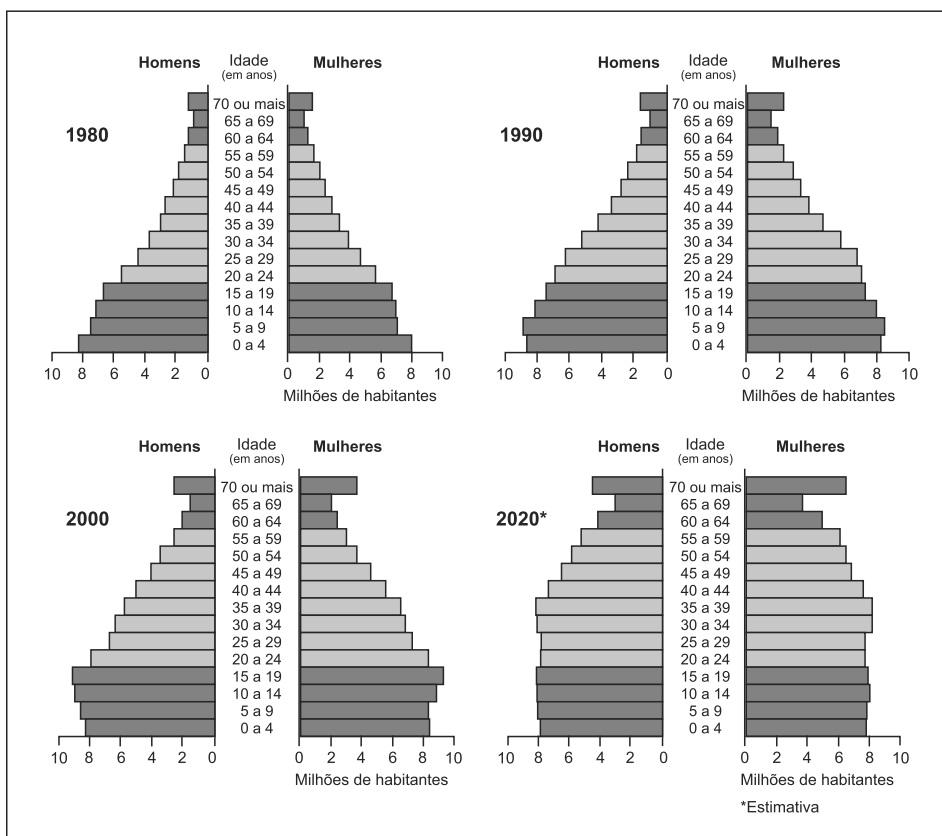 Homens Idade (em anos) Mulheres
1980
70 ou mais
65 a 69
60 a 64
55 a 59
50 a 54
45 a 49
40 a 44
35 a 39
30 a 34
25 a 29
20 a 24
15 a 19
10 a 14
5 a 9
0 a 4
10 8 6 4 2 0 0 2 4 6 8 10
Milhões de habitantes
Homens Idade (em anos) Mulheres
1990
70 ou mais
65 a 69
60 a 64
55 a 59
50 a 54
45 a 49
40 a 44
35 a 39
30 a 34
25 a 29
20 a 24
15 a 19
10 a 14
5 a 9
0 a 4
10 8 6 4 2 0 0 2 4 6 8 10
Milhões de habitantes
Homens Idade (em anos) Mulheres
2000
70 ou mais
65 a 69
60 a 64
55 a 59
50 a 54
45 a 49
40 a 44
35 a 39
30 a 34
25 a 29
20 a 24
15 a 19
10 a 14
5 a 9
0 a 4
10 8 6 4 2 0 0 2 4 6 8 10
Milhões de habitantes
Homens Idade (em anos) Mulheres
2020*
70 ou mais
65 a 69
60 a 64
55 a 59
50 a 54
45 a 49
40 a 44
35 a 39
30 a 34
25 a 29
20 a 24
15 a 19
10 a 14
5 a 9
0 a 4
10 8 6 4 2 0 0 2 4 6 8 10
Milhões de habitantes
*Estimativa